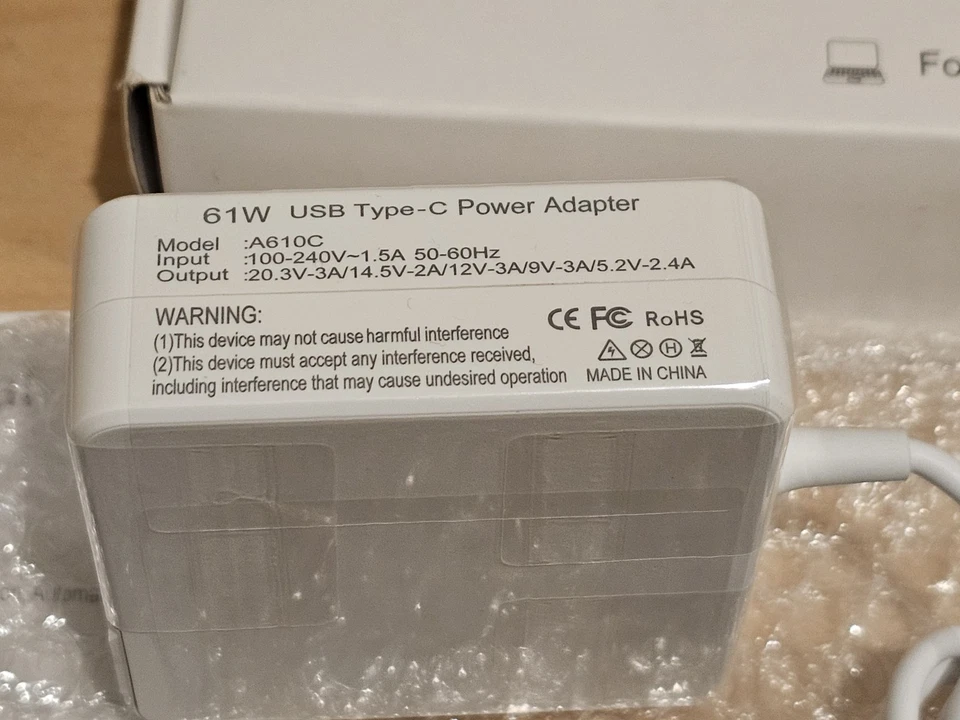 Fo
61W USB Type-C Power Adapter
Model :A610C
Input :100-240V~1.5A 50-60Hz
Output :20.3V-3A/14.5V-2A/12V-3A/9V-3A/5.2V-2.4A
WARNING:
(1)This device may not cause harmful interference
(2)This device must accept any interference received,
including interference that may cause undesired operation
CE FC RoHS
H
MADE IN CHINA